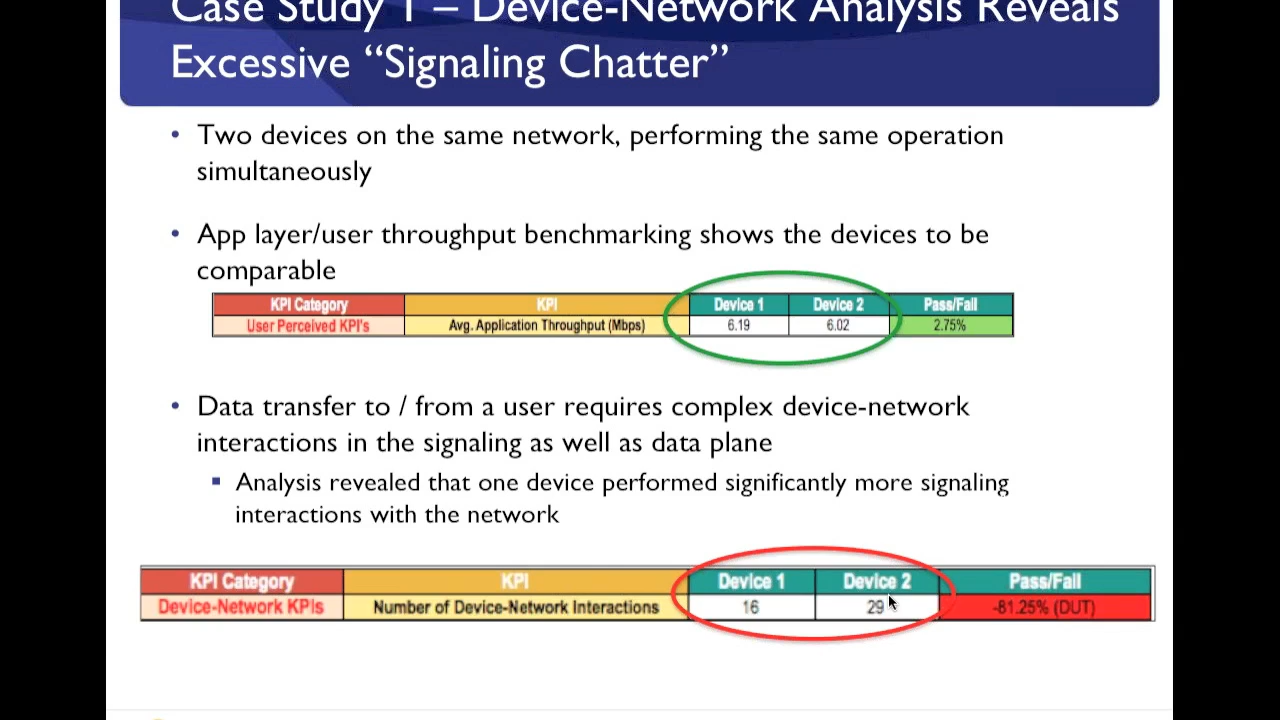 Case Study 1 – Device-Network Analysis Reveals
Excessive “Signaling Chatter”
• Two devices on the same network, performing the same operation
simultaneously
• App layer/user throughput benchmarking shows the devices to be
comparable
KPI Category KPI Device 1 Device 2 Pass/Fail
User Perceived KPI's Avg. Application Throughput (Mbps) 6.19 6.02 2.75%
• Data transfer to / from a user requires complex device-network
interactions in the signaling as well as data plane
▪ Analysis revealed that one device performed significantly more signaling
interactions with the network
KPI Category KPI Device 1 Device 2 Pass/Fail
Device-Network KPIs Number of Device-Network Interactions 16 29 -81.25% (DUT)